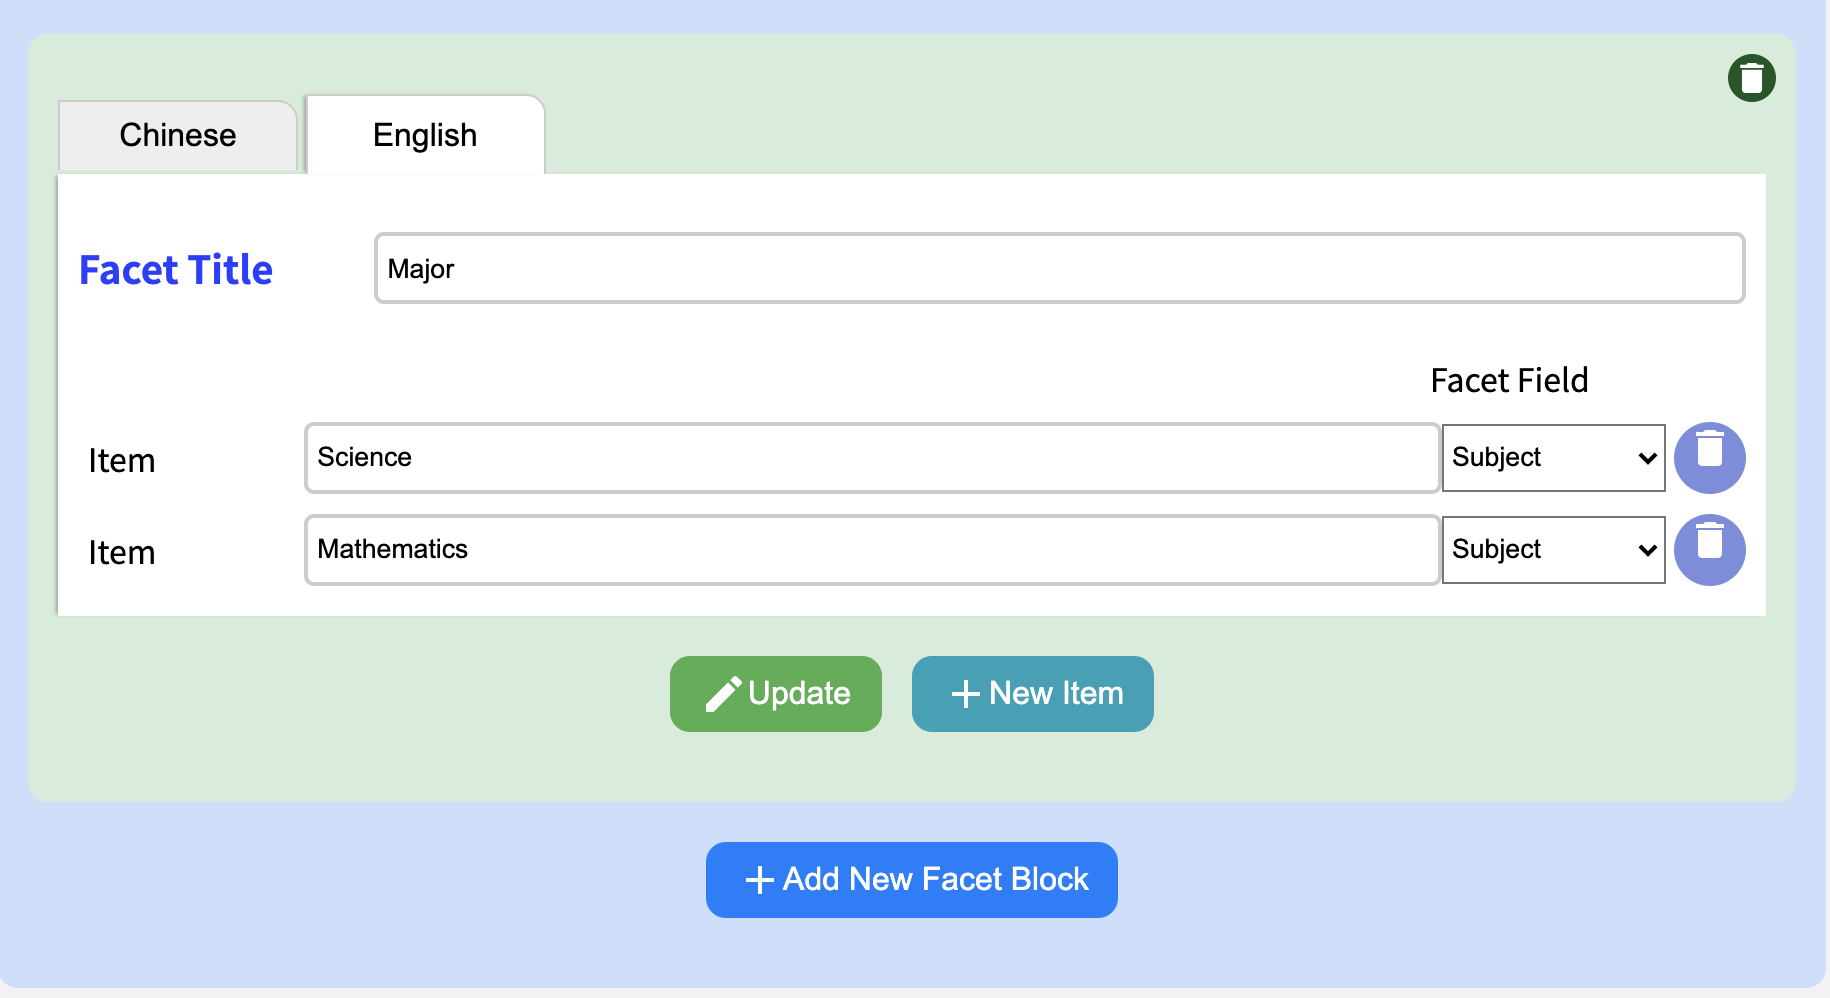 Chinese English
Facet Title Major
Facet Field
Item Science Subject
Item Mathematics Subject
Update New Item
Add New Facet Block